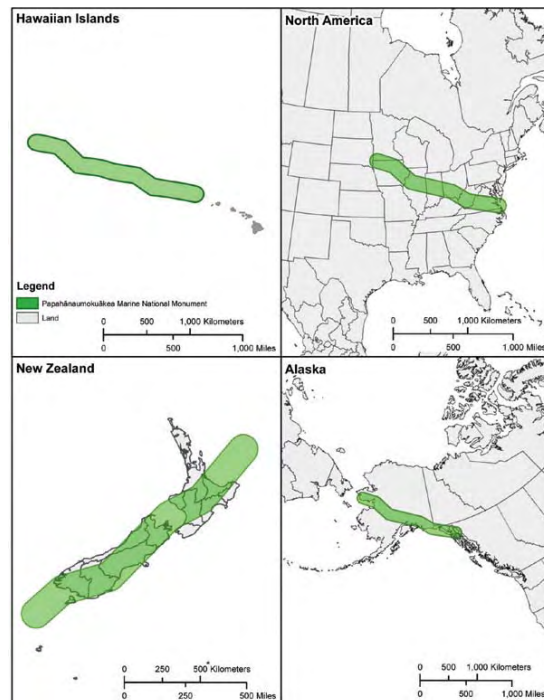 Hawaiian Islands
Legend
Papahānaumokuākea Marine National Monument
Land
0 500 1,000 Kilometers
0 500 1,000 Miles
North America
0 500 1,000 Kilometers
0 500 1,000 Miles
New Zealand
0 250 500 Kilometers
0 250 500 Miles
Alaska
0 500 1,000 Kilometers
0 500 1,000 Miles